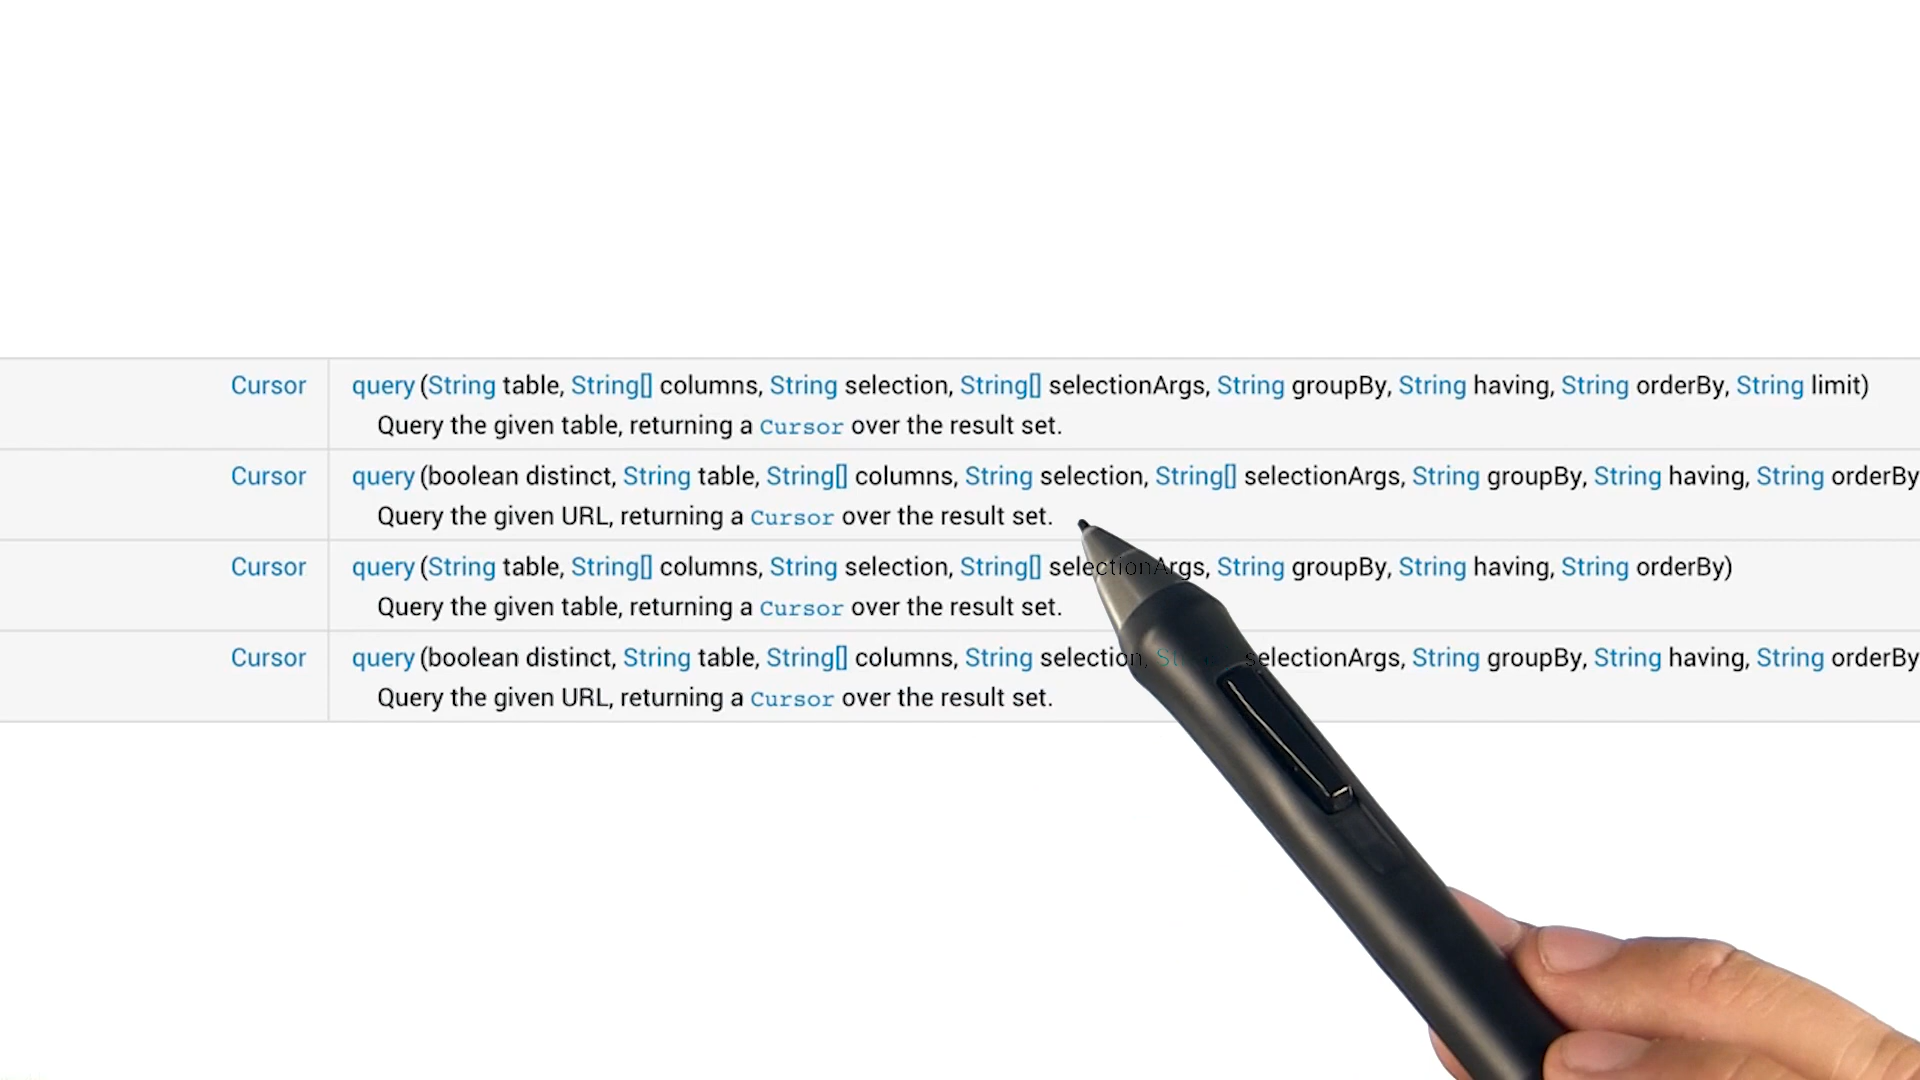 Cursor query (String table, String[] columns, String selection, String[] selectionArgs, String groupBy, String having, String orderBy, String limit)
Query the given table, returning a Cursor over the result set.
Cursor query (boolean distinct, String table, String[] columns, String selection, String[] selectionArgs, String groupBy, String having, String orderBy
Query the given URL, returning a Cursor over the result set.
Cursor query (String table, String[] columns, String selection, String[] selectionArgs, String groupBy, String having, String orderBy)
Query the given table, returning a Cursor over the result set.
Cursor query (boolean distinct, String table, String[] columns, String selection, selectionArgs, String groupBy, String having, String orderBy
Query the given URL, returning a Cursor over the result set.